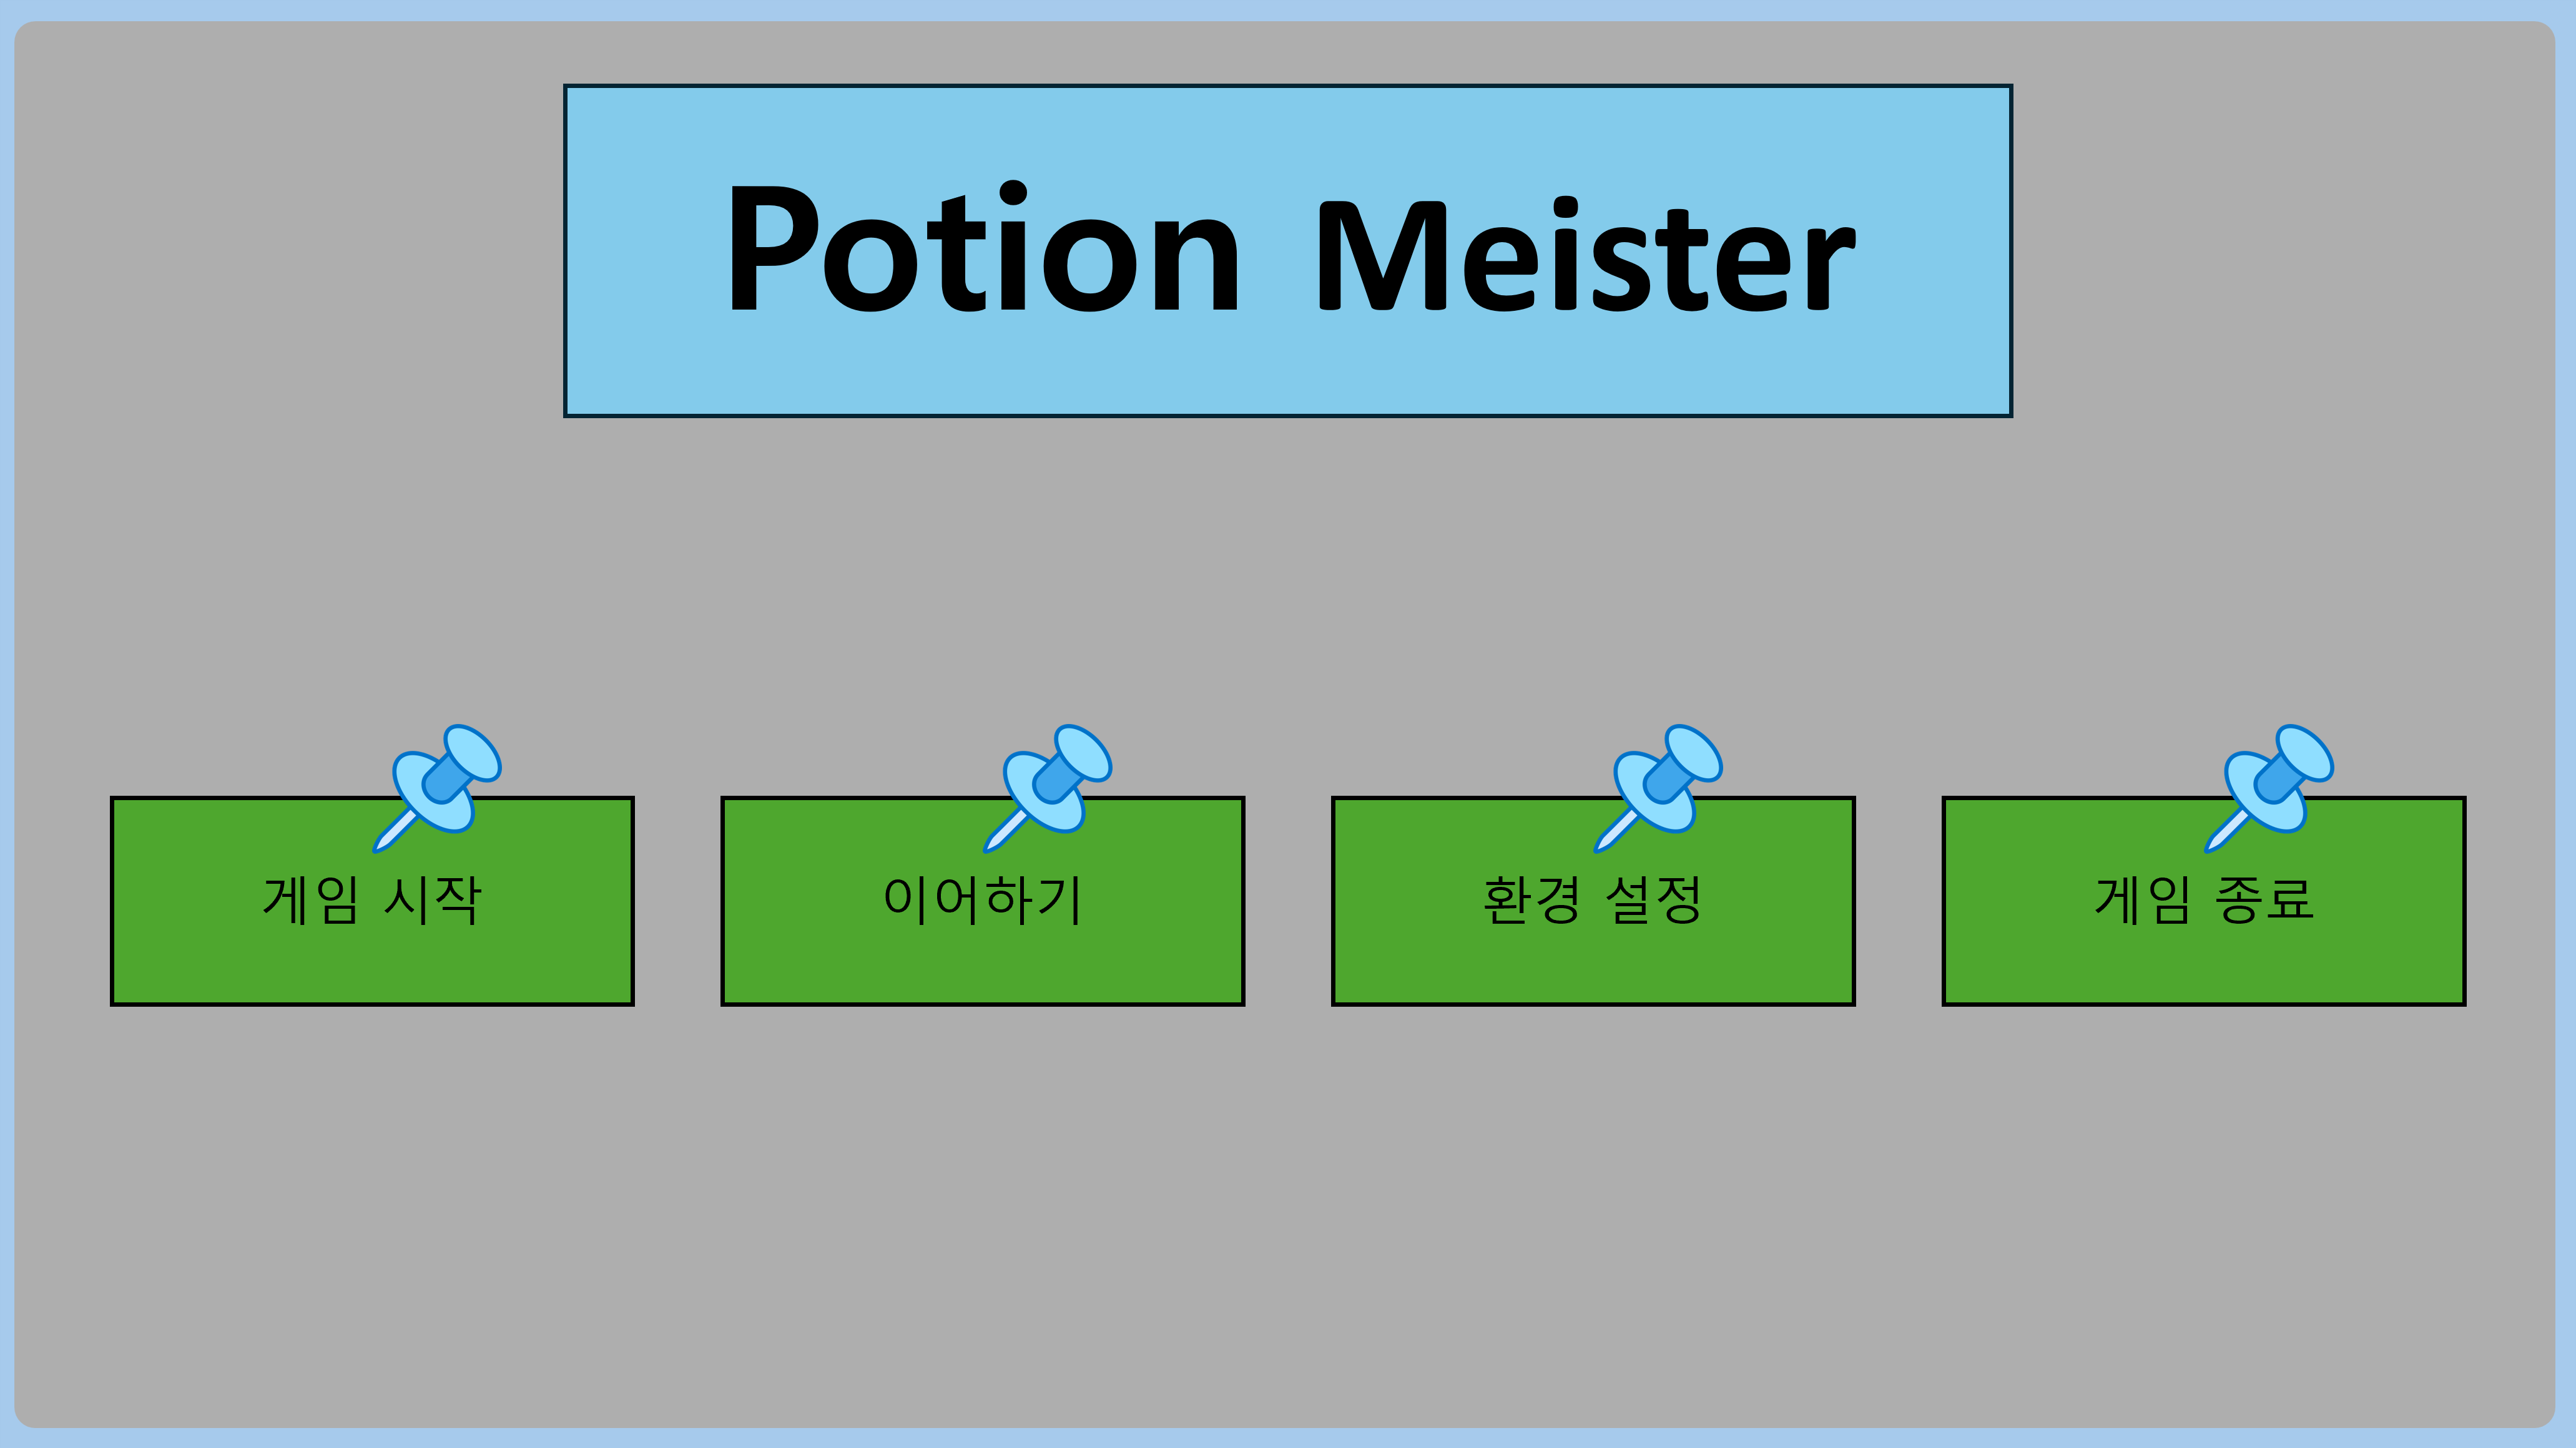 Potion Meister
게임 시작
이어하기
환경 설정
게임 종료